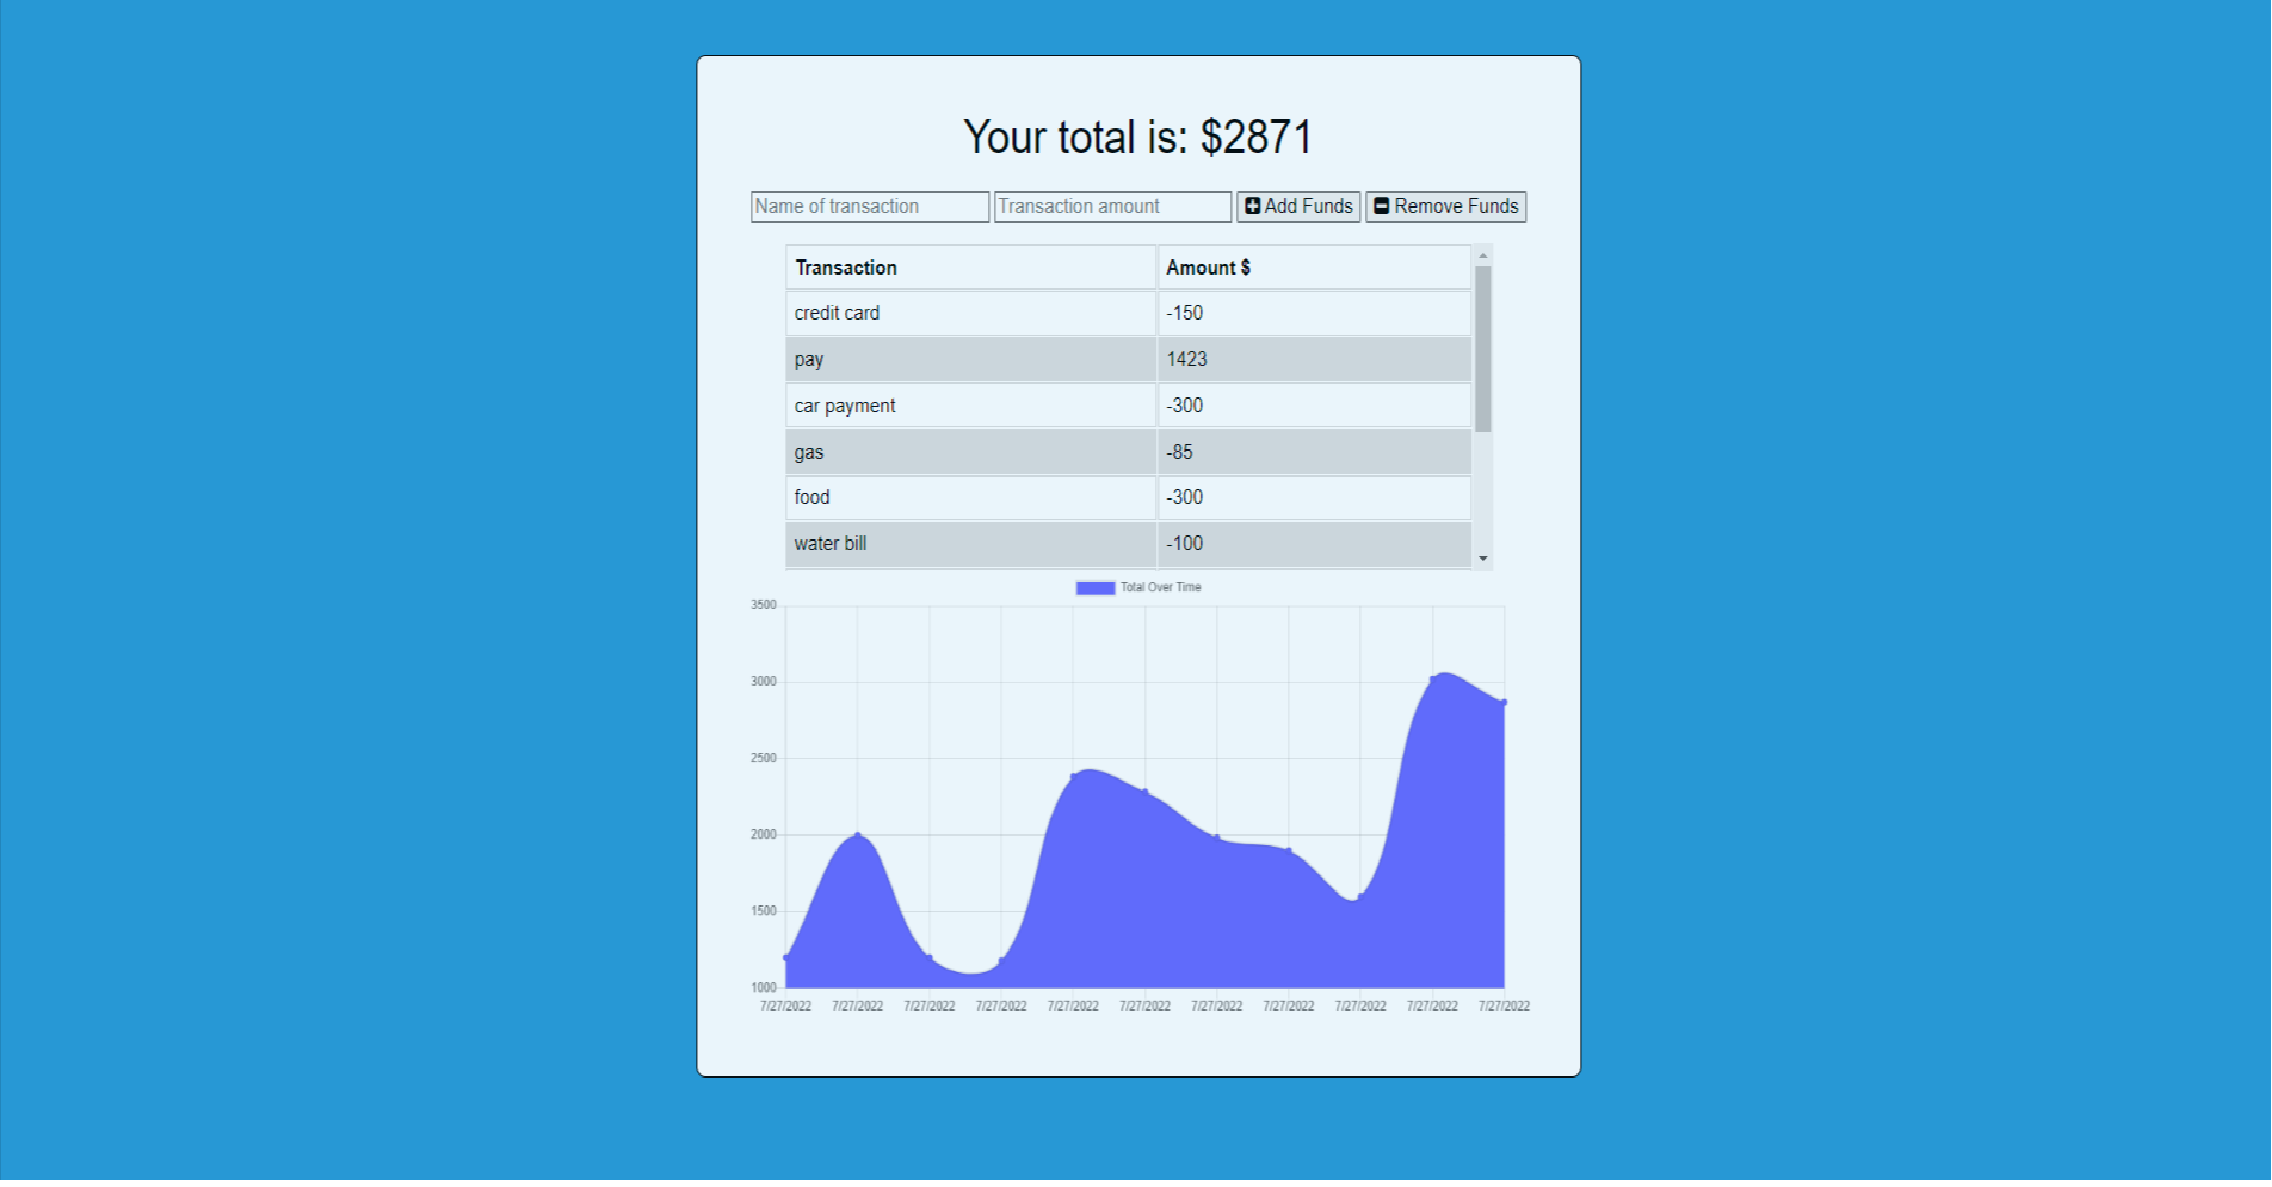 Your total is: $2871
Name of transaction Transaction amount Add Funds Remove Funds
Transaction Amount $
credit card -150
pay 1423
car payment -300
gas -85
food -300
water bill -100
Total Over Time
3500
3000
2500
2000
1500
1000
7/27/2022 7/27/2022 7/27/2022 7/27/2022 7/27/2022 7/27/2022 7/27/2022 7/27/2022 7/27/2022 7/27/2022 7/27/2022